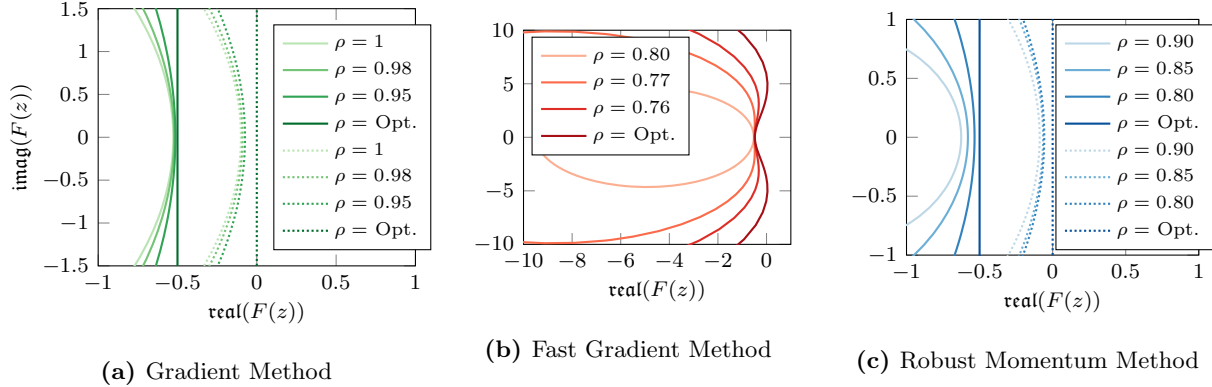 1.5
1
0.5
0
−0.5
−1
−1.5
−1
−0.5
0
0.5
1
imag(F(z))
real(F(z))
ρ = 1
ρ = 0.98
ρ = 0.95
ρ = Opt.
ρ = 1
ρ = 0.98
ρ = 0.95
ρ = Opt.
(a) Gradient Method
10
5
0
−5
−10
−10
−8
−6
−4
−2
0
real(F(z))
ρ = 0.80
ρ = 0.77
ρ = 0.76
ρ = Opt.
(b) Fast Gradient Method
1
0.5
0
−0.5
−1
−1
−0.5
0
0.5
1
real(F(z))
ρ = 0.90
ρ = 0.85
ρ = 0.80
ρ = Opt.
ρ = 0.90
ρ = 0.85
ρ = 0.80
ρ = Opt.
(c) Robust Momentum Method